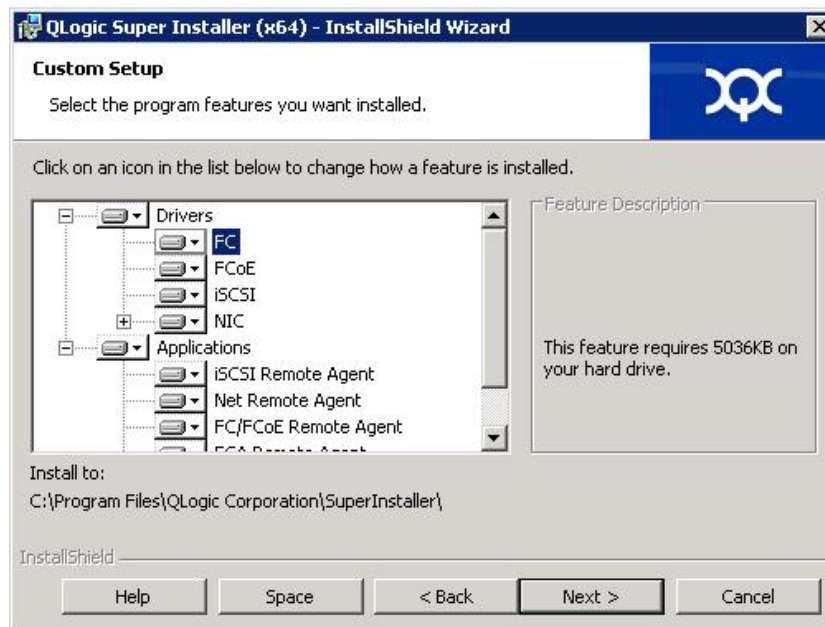 QLogic Super Installer (x64) - InstallShield Wizard
Custom Setup
Select the program features you want installed.
Click on an icon in the list below to change how a feature is installed.
Drivers
FC
FCoE
iSCSI
NIC
Applications
iSCSI Remote Agent
Net Remote Agent
FC/FCoE Remote Agent
Feature Description
This feature requires 5036KB on
your hard drive.
Install to:
C:\Program Files\QLogic Corporation\SuperInstaller\
InstallShield
Help
Space
< Back
Next >
Cancel